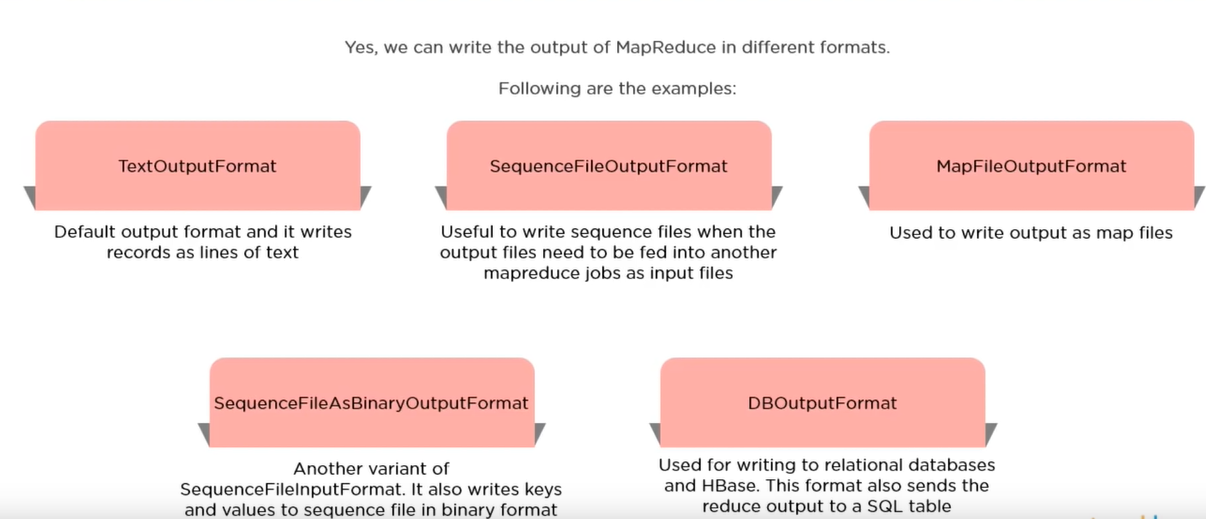 Yes, we can write the output of MapReduce in different formats.
Following are the examples:
TextOutputFormat
Default output format and it writes
records as lines of text
SequenceFileOutputFormat
Useful to write sequence files when the
output files need to be fed into another
mapreduce jobs as input files
MapFileOutputFormat
Used to write output as map files
SequenceFileAsBinaryOutputFormat
Another variant of
SequenceFileInputFormat. It also writes keys
and values to sequence file in binary format
DBOutputFormat
Used for writing to relational databases
and HBase. This format also sends the
reduce output to a SQL table